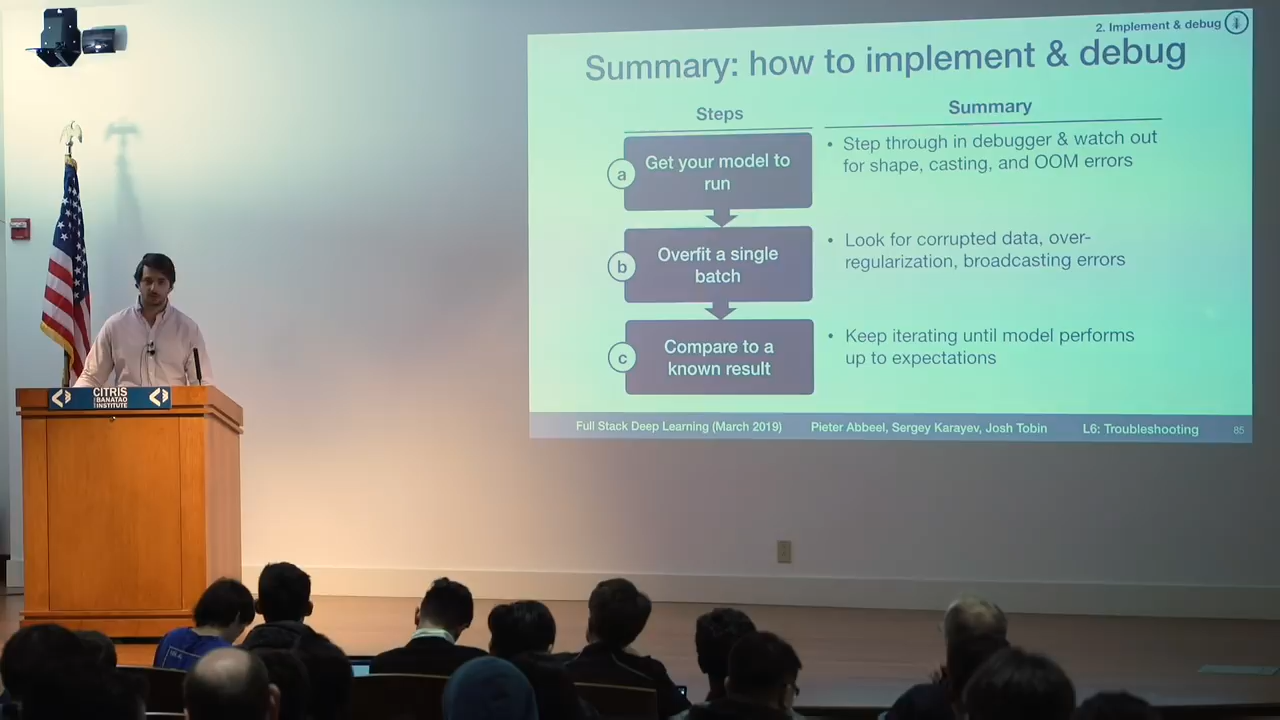 2. Implement & debug
Summary: how to implement & debug
Steps
Summary
a
Get your model to
run
• Step through in debugger & watch out
for shape, casting, and OOM errors
b
Overfit a single
batch
• Look for corrupted data, over-
regularization, broadcasting errors
c
Compare to a
known result
• Keep iterating until model performs
up to expectations
Full Stack Deep Learning (March 2019) Pieter Abbeel, Sergey Karayev, Josh Tobin L6: Troubleshooting 85
CITRIS
BANATAO
INSTITUTE